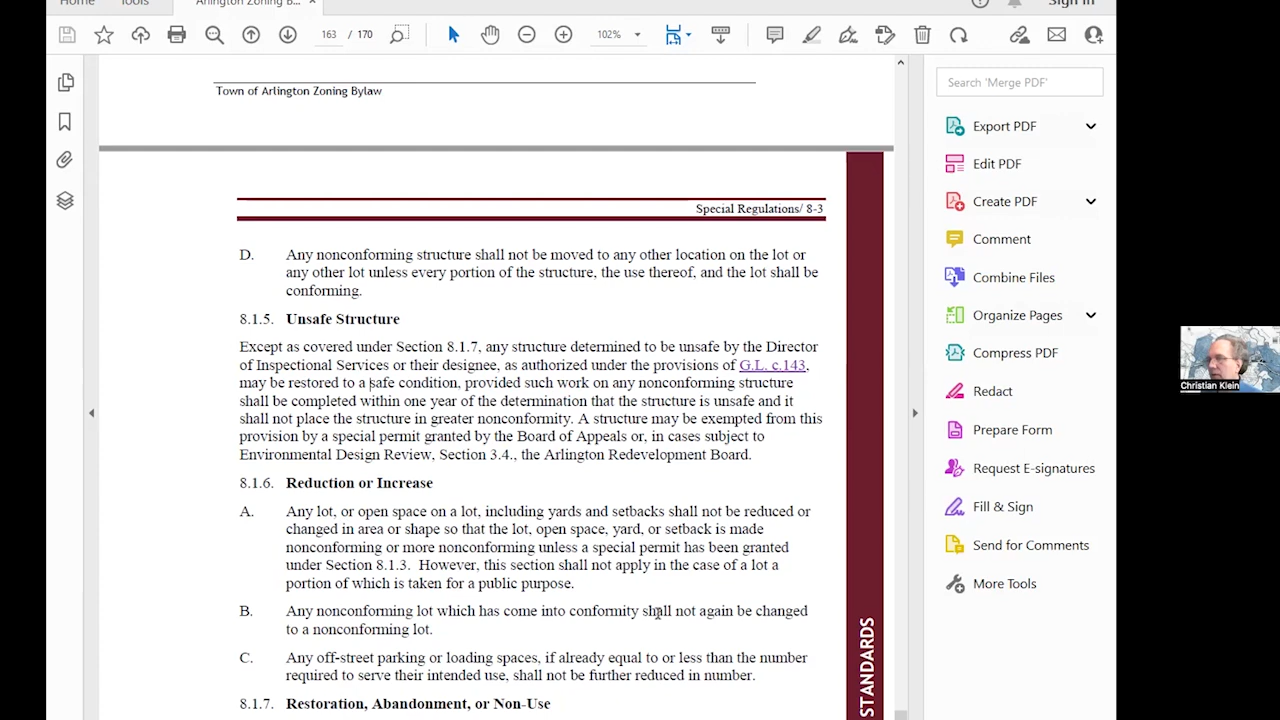 Home Tools Arlington Zoning B... × Sign In
163 / 170 102%
Town of Arlington Zoning Bylaw
Special Regulations/ 8-3
D. Any nonconforming structure shall not be moved to any other location on the lot or
any other lot unless every portion of the structure, the use thereof, and the lot shall be
conforming.
8.1.5. Unsafe Structure
Except as covered under Section 8.1.7, any structure determined to be unsafe by the Director
of Inspectional Services or their designee, as authorized under the provisions of G.L. c.143,
may be restored to a safe condition, provided such work on any nonconforming structure
shall be completed within one year of the determination that the structure is unsafe and it
shall not place the structure in greater nonconformity. A structure may be exempted from this
provision by a special permit granted by the Board of Appeals or, in cases subject to
Environmental Design Review, Section 3.4., the Arlington Redevelopment Board.
8.1.6. Reduction or Increase
A. Any lot, or open space on a lot, including yards and setbacks shall not be reduced or
changed in area or shape so that the lot, open space, yard, or setback is made
nonconforming or more nonconforming unless a special permit has been granted
under Section 8.1.3. However, this section shall not apply in the case of a lot a
portion of which is taken for a public purpose.
B. Any nonconforming lot which has come into conformity shall not again be changed
to a nonconforming lot.
C. Any off-street parking or loading spaces, if already equal to or less than the number
required to serve their intended use, shall not be further reduced in number.
8.1.7. Restoration, Abandonment, or Non-Use
STANDARDS
Search 'Merge PDF'
Export PDF
Edit PDF
Create PDF
Comment
Combine Files
Organize Pages
Compress PDF
Redact
Prepare Form
Request E-signatures
Fill & Sign
Send for Comments
More Tools
Christian Klein